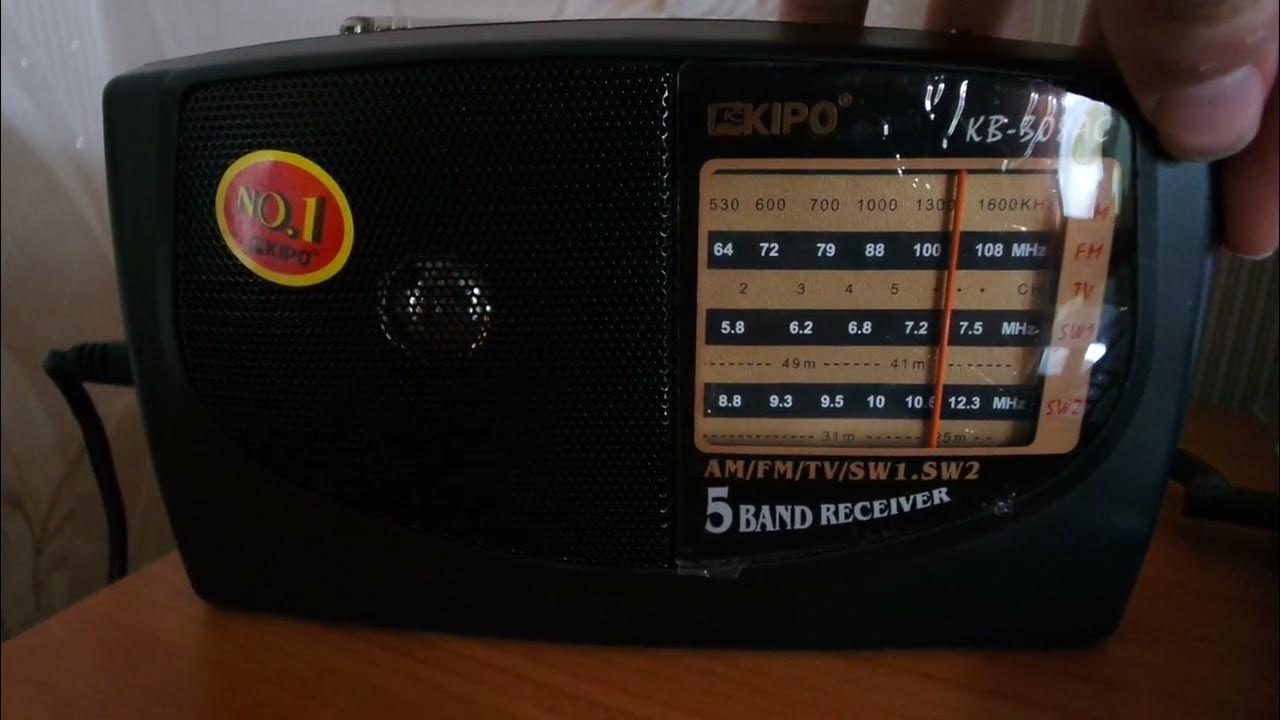 KIPO®
KB-308AC
NO.1
KIPO
530 600 700 1000 1300 1600KHz
64 72 79 88 100 108 MHz FM
2 3 4 5 CH TV
5.8 6.2 6.8 7.2 7.5 MHz SW1
49m 41m
8.8 9.3 9.5 10 12.3 MHz SW2
31m
AM/FM/TV/SW1.SW2
5 BAND RECEIVER